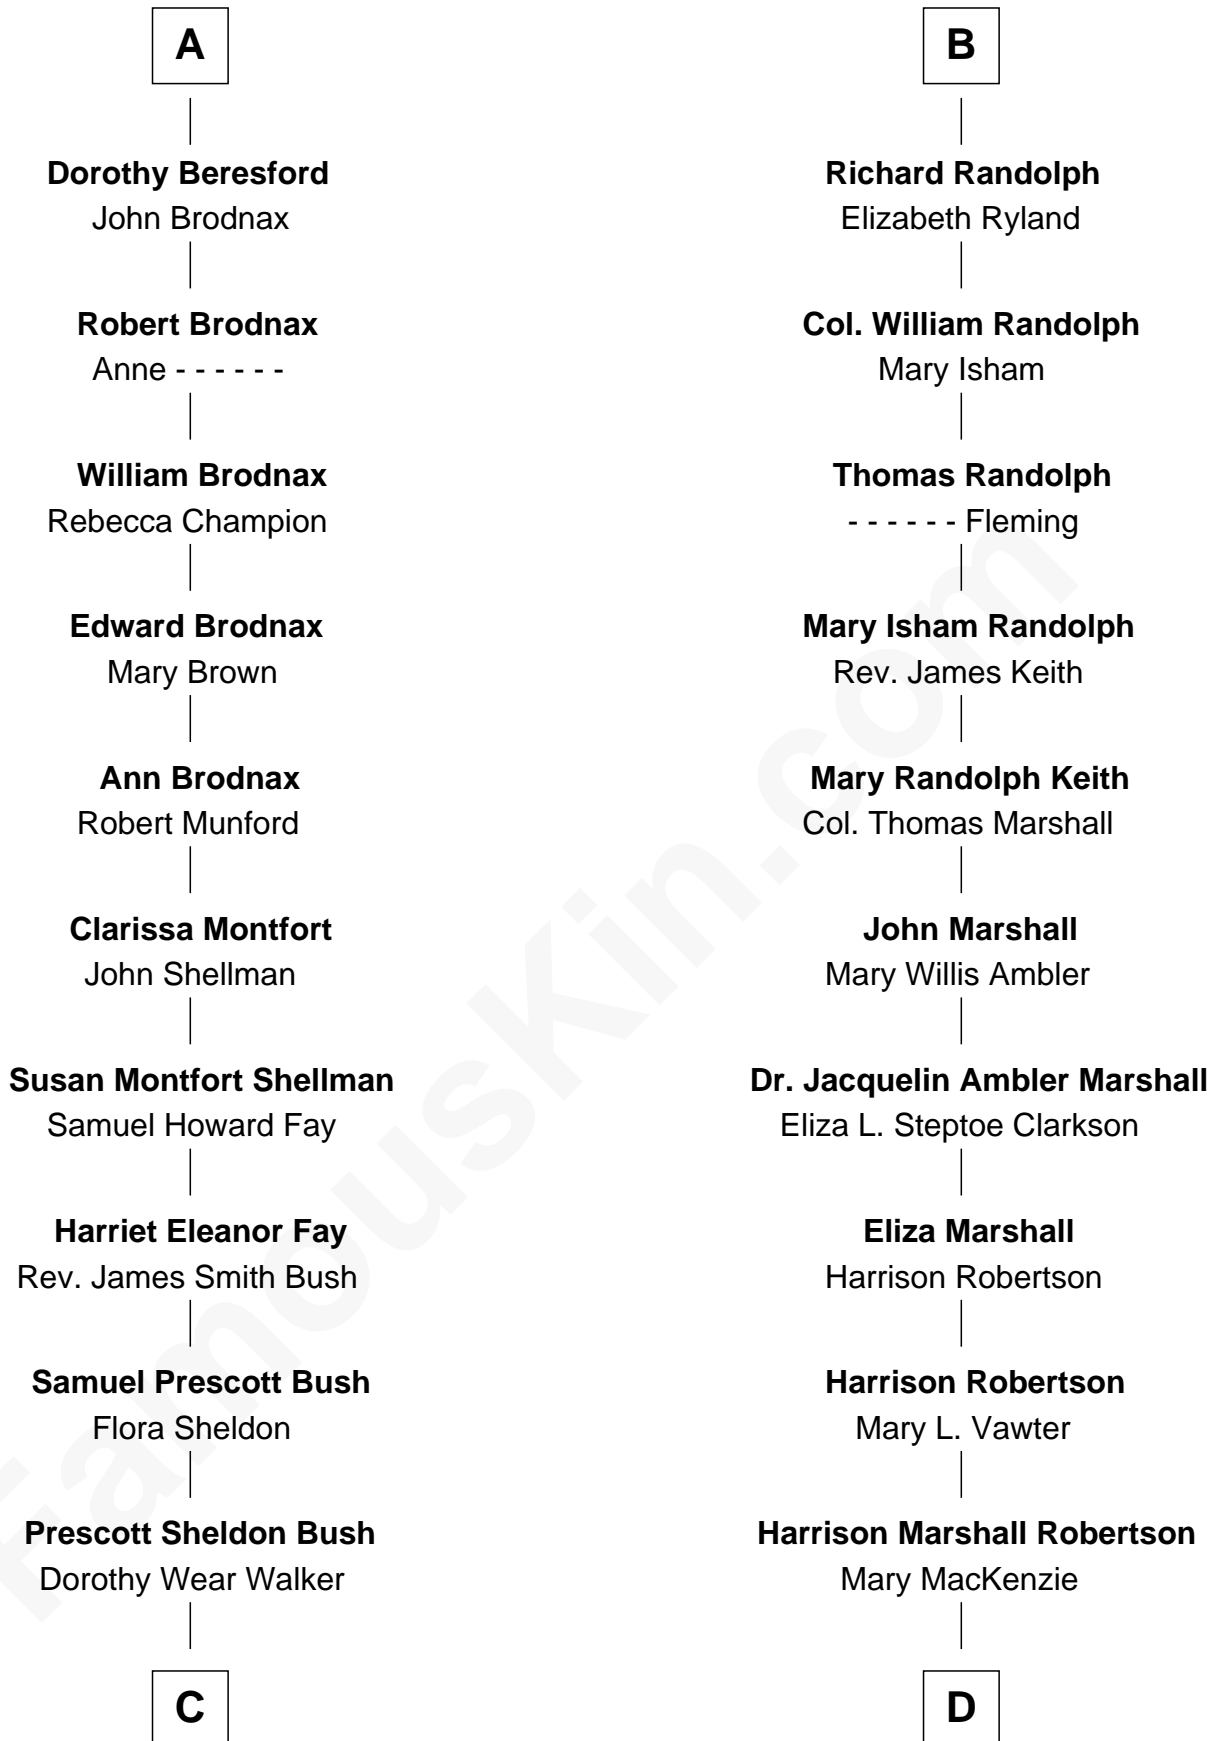 A
Dorothy Beresford
John Brodnax
Robert Brodnax
Anne - - - - - -
William Brodnax
Rebecca Champion
Edward Brodnax
Mary Brown
Ann Brodnax
Robert Munford
Clarissa Montfort
John Shellman
Susan Montfort Shellman
Samuel Howard Fay
Harriet Eleanor Fay
Rev. James Smith Bush
Samuel Prescott Bush
Flora Sheldon
Prescott Sheldon Bush
Dorothy Wear Walker
C
B
Richard Randolph
Elizabeth Ryland
Col. William Randolph
Mary Isham
Thomas Randolph
- - - - - - Fleming
Mary Isham Randolph
Rev. James Keith
Mary Randolph Keith
Col. Thomas Marshall
John Marshall
Mary Willis Ambler
Dr. Jacquelin Ambler Marshall
Eliza L. Steptoe Clarkson
Eliza Marshall
Harrison Robertson
Harrison Robertson
Mary L. Vawter
Harrison Marshall Robertson
Mary MacKenzie
D
FamousKin.com